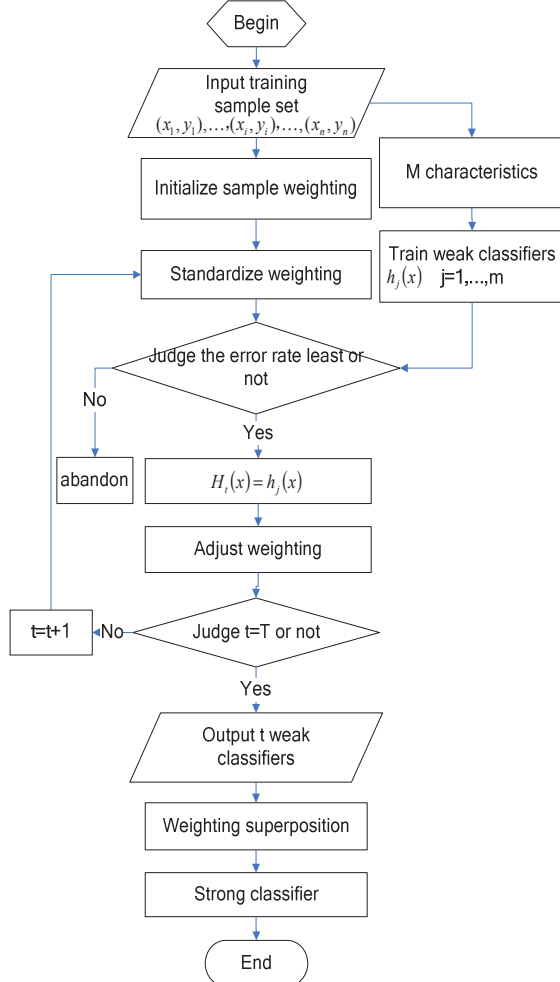 Begin
Input training
sample set
(x₁,y₁),…,(xᵢ,yᵢ),…,(xₙ,yₙ)
Initialize sample weighting
M characteristics
Train weak classifiers
hⱼ(x) j=1,...,m
Standardize weighting
Judge the error rate least or
not
No
Yes
abandon
Hₜ(x)=hⱼ(x)
Adjust weighting
Judge t=T or not
No
t=t+1
Yes
Output t weak
classifiers
Weighting superposition
Strong classifier
End